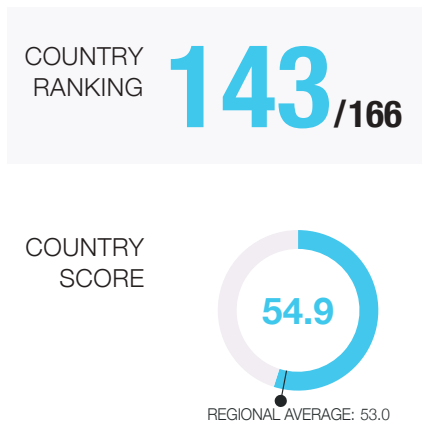 COUNTRY
RANKING
143/166
COUNTRY
SCORE
54.9
REGIONAL AVERAGE: 53.0